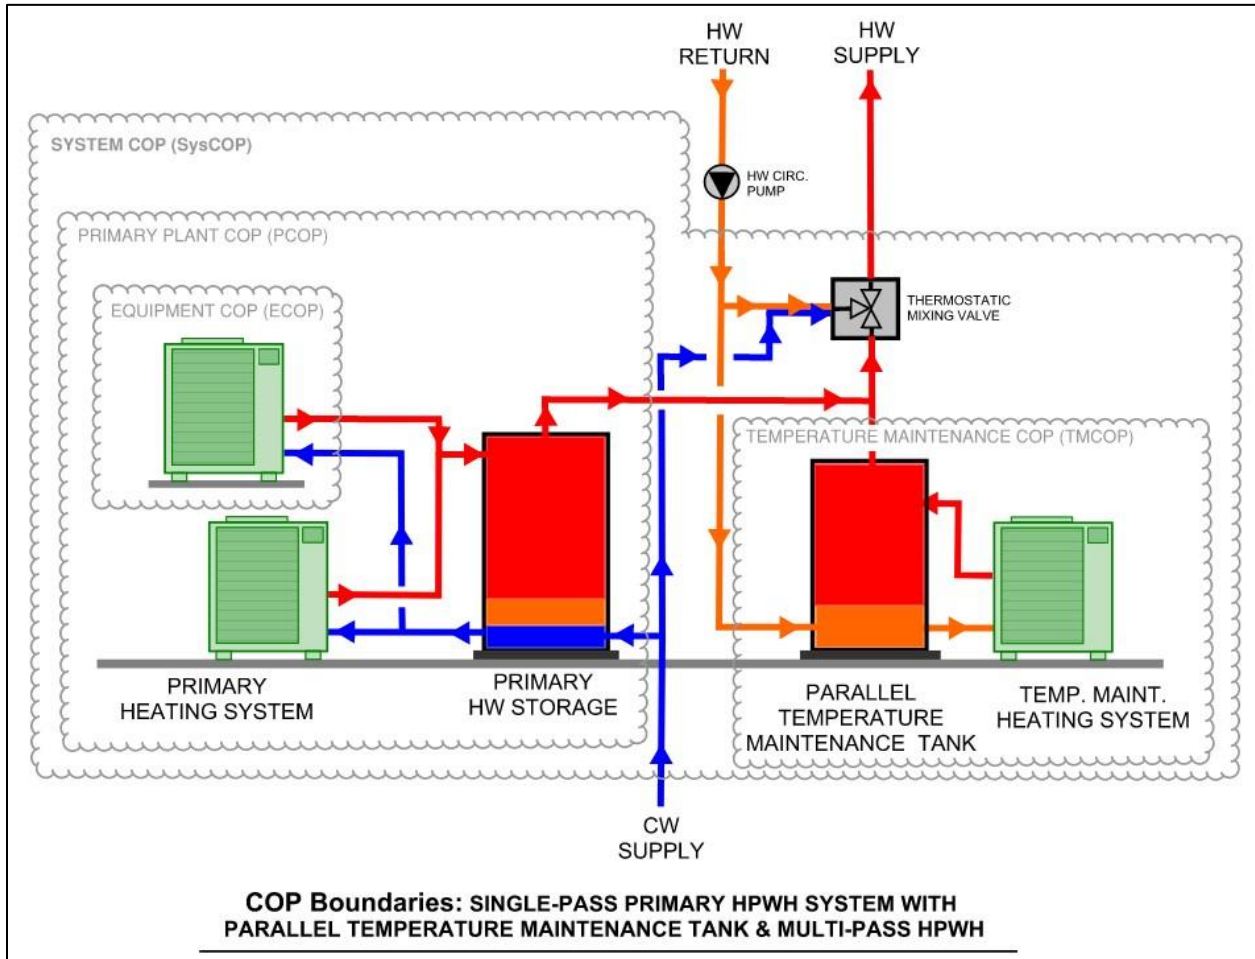 HW
RETURN
HW
SUPPLY
SYSTEM COP (SysCOP)
HW CIRC.
PUMP
PRIMARY PLANT COP (PCOP)
EQUIPMENT COP (ECOP)
THERMOSTATIC
MIXING VALVE
TEMPERATURE MAINTENANCE COP (TMCOP)
PRIMARY
HEATING SYSTEM
PRIMARY
HW STORAGE
PARALLEL
TEMPERATURE
MAINTENANCE TANK
TEMP. MAINT.
HEATING SYSTEM
CW
SUPPLY
COP Boundaries: SINGLE-PASS PRIMARY HPWH SYSTEM WITH
PARALLEL TEMPERATURE MAINTENANCE TANK & MULTI-PASS HPWH